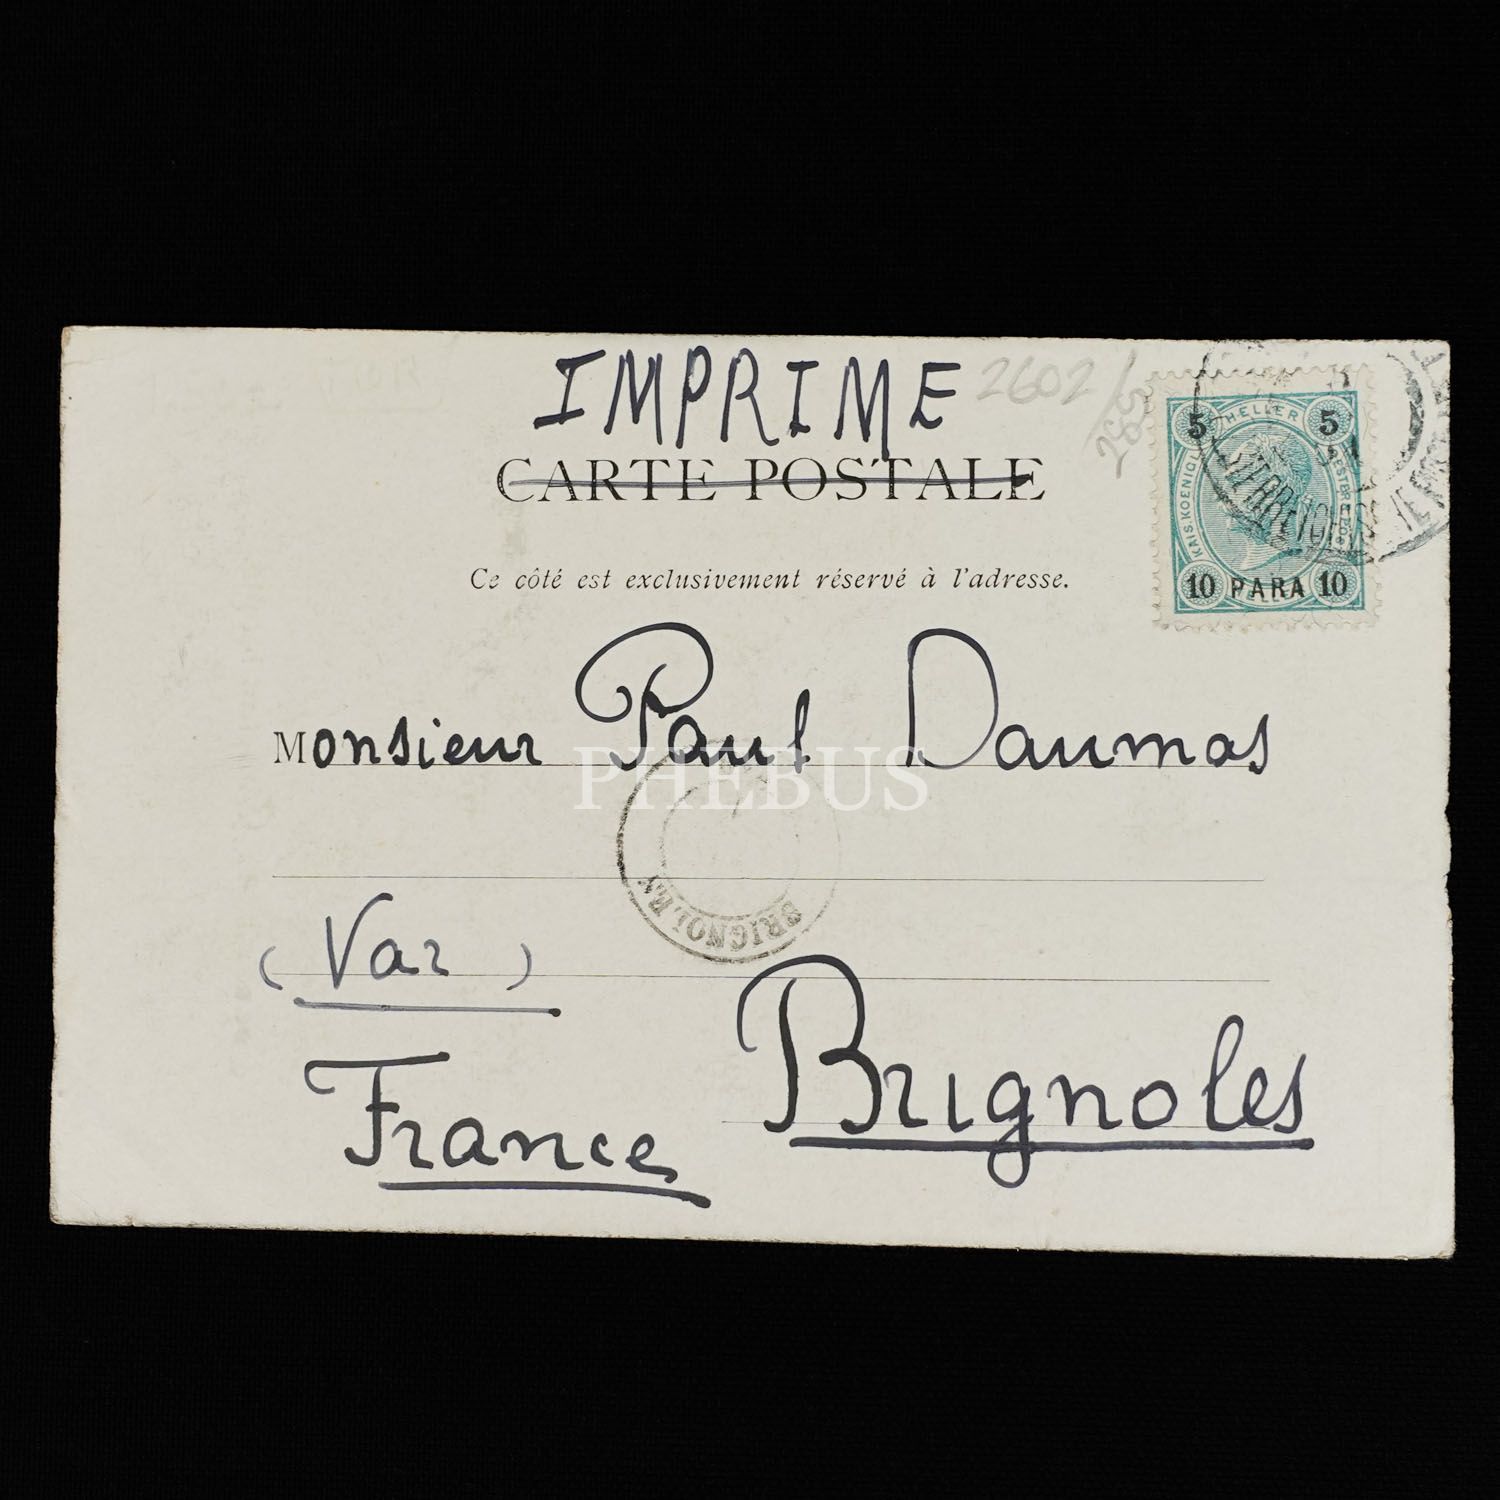 IMPRIME
2602/
CARTE POSTALE
Ce côté est exclusivement réservé à l'adresse.
5 HELLER 5
10 PARA 10
Monsieur Paul Daumas
PHEBUS
BRIGNOLES
(Var)
Brignoles
France